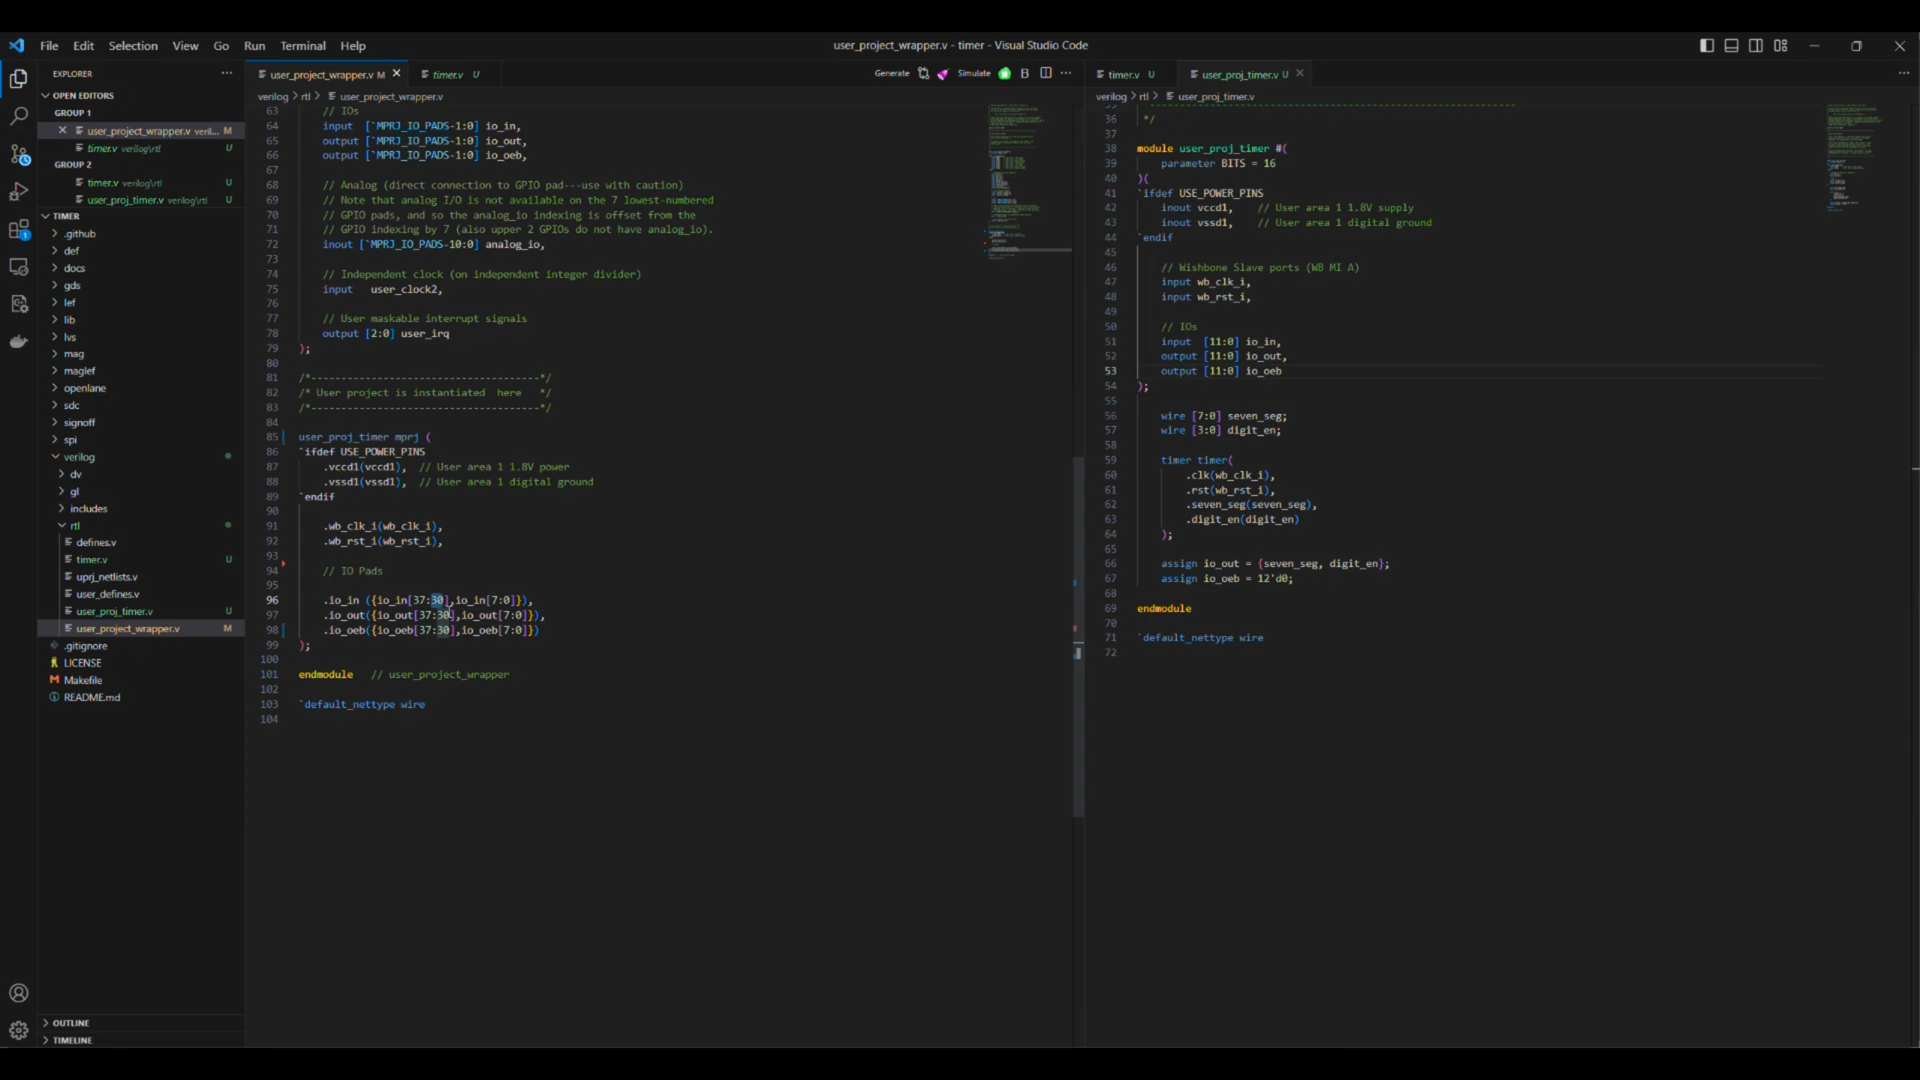 File Edit Selection View Go Run Terminal Help
user_project_wrapper.v - timer - Visual Studio Code
EXPLORER
OPEN EDITORS
GROUP 1
user_project_wrapper.v veril... M
timer.v verilog\rtl U
GROUP 2
timer.v verilog\rtl U
user_proj_timer.v verilog\rtl U
TIMER
.github
def
docs
gds
lef
lib
lvs
mag
maglef
openlane
sdc
signoff
spi
verilog
dv
gl
includes
rtl
defines.v
timer.v U
uprj_netlists.v
user_defines.v
user_proj_timer.v U
user_project_wrapper.v M
.gitignore
LICENSE
Makefile
README.md
OUTLINE
TIMELINE
user_project_wrapper.v M
timer.v U
Generate Simulate B
verilog > rtl > user_project_wrapper.v
63 // IOs
64 input [`MPRJ_IO_PADS-1:0] io_in,
65 output [`MPRJ_IO_PADS-1:0] io_out,
66 output [`MPRJ_IO_PADS-1:0] io_oeb,
67
68 // Analog (direct connection to GPIO pad---use with caution)
69 // Note that analog I/O is not available on the 7 lowest-numbered
70 // GPIO pads, and so the analog_io indexing is offset from the
71 // GPIO indexing by 7 (also upper 2 GPIOs do not have analog_io).
72 inout [`MPRJ_IO_PADS-10:0] analog_io,
73
74 // Independent clock (on independent integer divider)
75 input user_clock2,
76
77 // User maskable interrupt signals
78 output [2:0] user_irq
79 );
80
81 /*--------------------------------------*/
82 /* User project is instantiated here */
83 /*--------------------------------------*/
84
85 user_proj_timer mprj (
86 `ifdef USE_POWER_PINS
87 .vccd1(vccd1), // User area 1 1.8V power
88 .vssd1(vssd1), // User area 1 digital ground
89 `endif
90
91 .wb_clk_i(wb_clk_i),
92 .wb_rst_i(wb_rst_i),
93
94 // IO Pads
95
96 .io_in ({io_in[37:30],io_in[7:0]}),
97 .io_out({io_out[37:30],io_out[7:0]}),
98 .io_oeb({io_oeb[37:30],io_oeb[7:0]})
99 );
100
101 endmodule // user_project_wrapper
102
103 `default_nettype wire
104
timer.v U
user_proj_timer.v U
verilog > rtl > user_proj_timer.v
36 */
37
38 module user_proj_timer #(
39 parameter BITS = 16
40 )(
41 `ifdef USE_POWER_PINS
42 inout vccd1, // User area 1 1.8V supply
43 inout vssd1, // User area 1 digital ground
44 `endif
45
46 // Wishbone Slave ports (WB MI A)
47 input wb_clk_i,
48 input wb_rst_i,
49
50 // IOs
51 input [11:0] io_in,
52 output [11:0] io_out,
53 output [11:0] io_oeb
54 );
55
56 wire [7:0] seven_seg;
57 wire [3:0] digit_en;
58
59 timer timer(
60 .clk(wb_clk_i),
61 .rst(wb_rst_i),
62 .seven_seg(seven_seg),
63 .digit_en(digit_en)
64 );
65
66 assign io_out = {seven_seg, digit_en};
67 assign io_oeb = 12'd0;
68
69 endmodule
70
71 `default_nettype wire
72